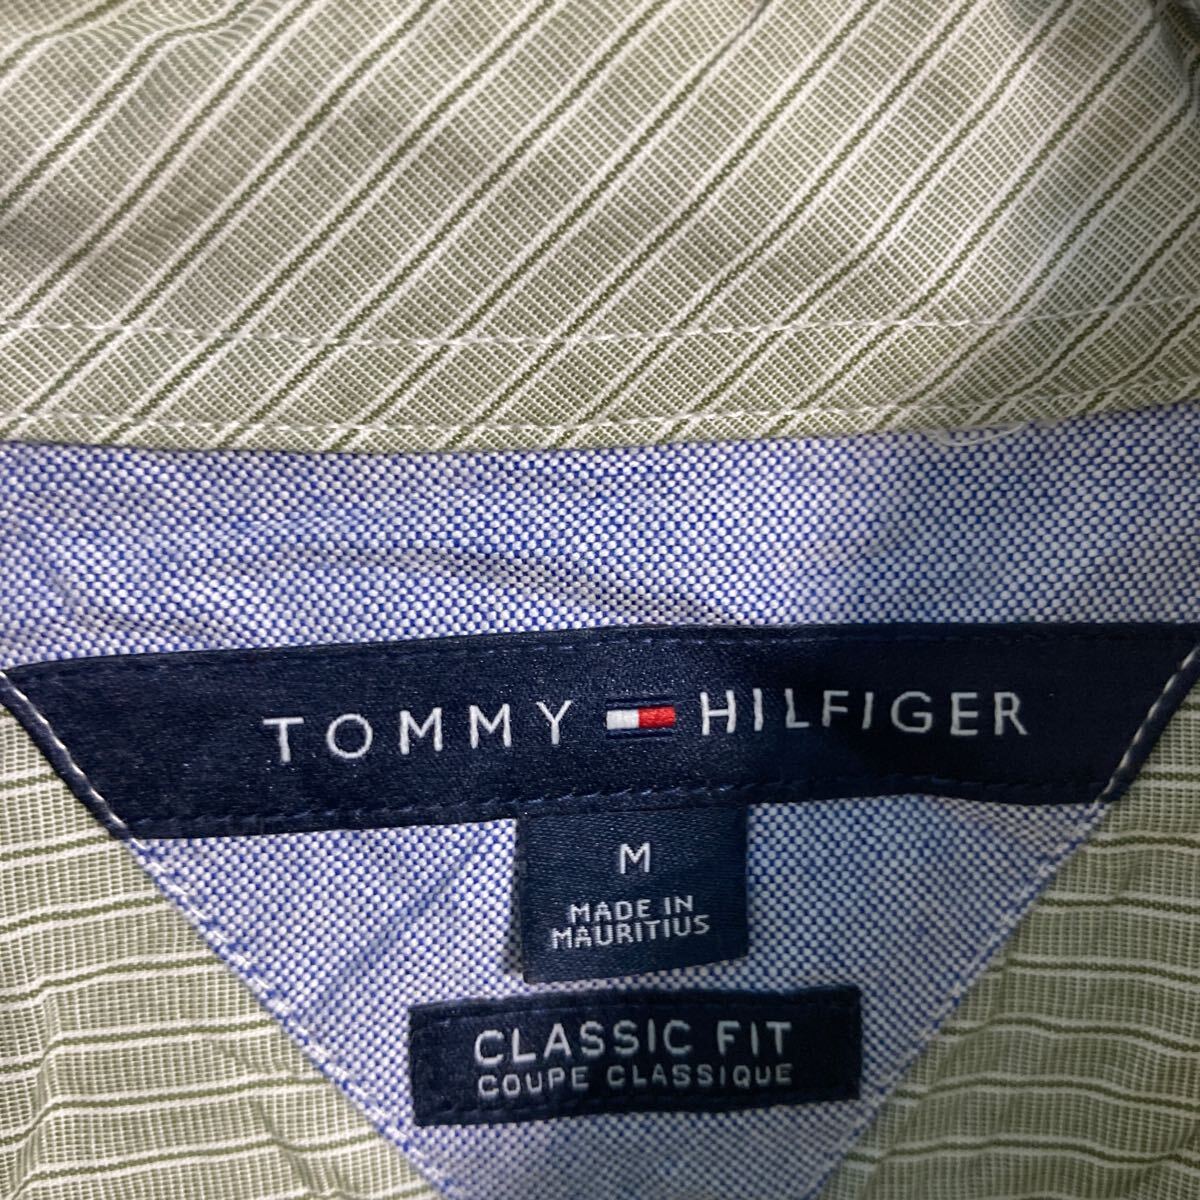 TOMMY HILFIGER
M
MADE IN
MAURITIUS
CLASSIC FIT
COUPE CLASSIQUE